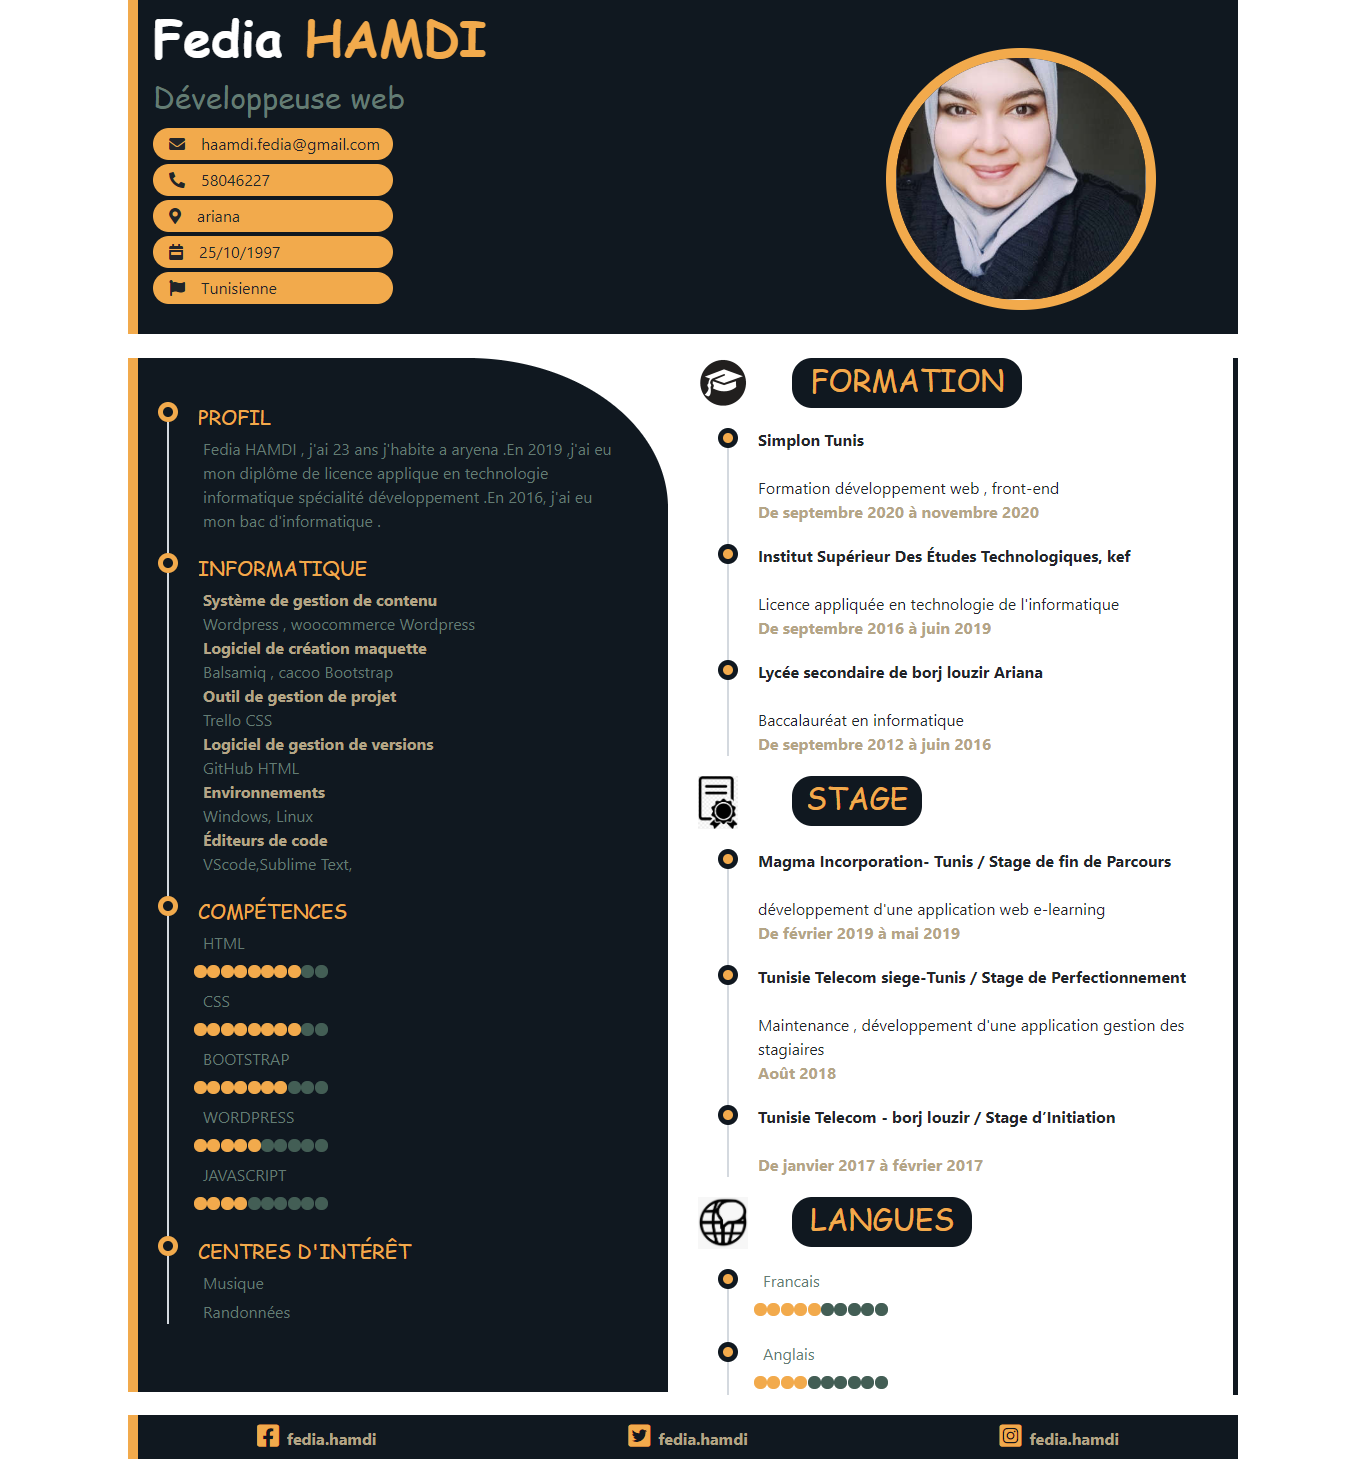 Fedia HAMDI
Développeuse web
haamdi.fedia@gmail.com
58046227
ariana
25/10/1997
Tunisienne
PROFIL
Fedia HAMDI , j'ai 23 ans j'habite a aryena .En 2019 ,j'ai eu
mon diplôme de licence applique en technologie
informatique spécialité développement .En 2016, j'ai eu
mon bac d'informatique .
INFORMATIQUE
Système de gestion de contenu
Wordpress , woocommerce Wordpress
Logiciel de création maquette
Balsamiq , cacoo Bootstrap
Outil de gestion de projet
Trello CSS
Logiciel de gestion de versions
GitHub HTML
Environnements
Windows, Linux
Éditeurs de code
VScode,Sublime Text,
COMPÉTENCES
HTML
CSS
BOOTSTRAP
WORDPRESS
JAVASCRIPT
CENTRES D'INTÉRÊT
Musique
Randonnées
FORMATION
Simplon Tunis
Formation développement web , front-end
De septembre 2020 à novembre 2020
Institut Supérieur Des Études Technologiques, kef
Licence appliquée en technologie de l'informatique
De septembre 2016 à juin 2019
Lycée secondaire de borj louzir Ariana
Baccalauréat en informatique
De septembre 2012 à juin 2016
STAGE
Magma Incorporation- Tunis / Stage de fin de Parcours
développement d'une application web e-learning
De février 2019 à mai 2019
Tunisie Telecom siege-Tunis / Stage de Perfectionnement
Maintenance , développement d'une application gestion des
stagiaires
Août 2018
Tunisie Telecom - borj louzir / Stage d’Initiation
De janvier 2017 à février 2017
LANGUES
Francais
Anglais
fedia.hamdi
fedia.hamdi
fedia.hamdi